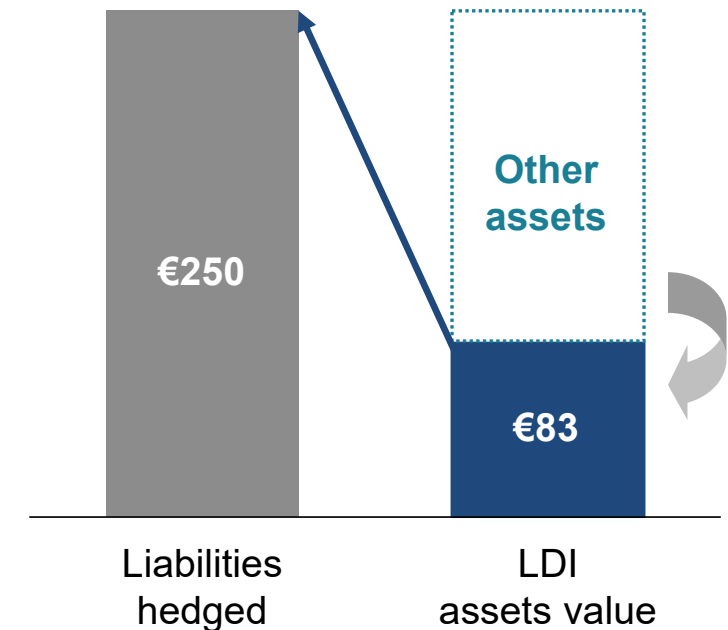 Other
assets
€250
€83
Liabilities
hedged
LDI
assets value